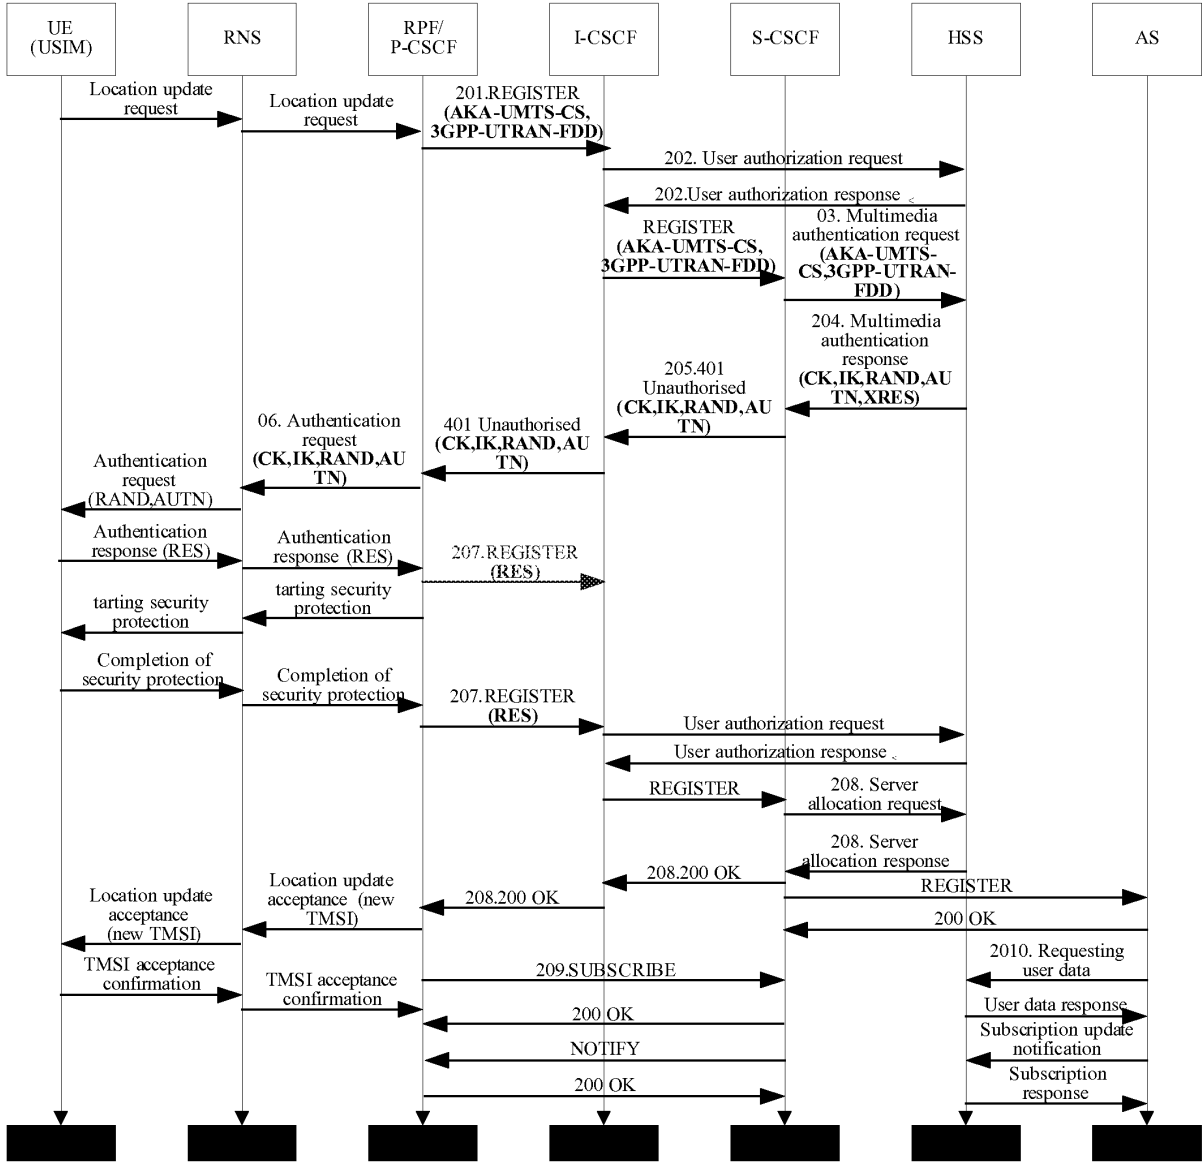 UE
(USIM)
RNS
RPF/
P-CSCF
I-CSCF
S-CSCF
HSS
AS
Location update
request
Location update
request
201.REGISTER
(AKA-UMTS-CS,
3GPP-UTRAN-FDD)
202. User authorization request
202.User authorization response
REGISTER
(AKA-UMTS-CS,
3GPP-UTRAN-FDD)
03. Multimedia
authentication request
(AKA-UMTS-
CS,3GPP-UTRAN-
FDD)
204. Multimedia
authentication
response
(CK,IK,RAND,AU
TN,XRES)
205.401
Unauthorised
(CK,IK,RAND,AU
TN)
401 Unauthorised
(CK,IK,RAND,AU
TN)
06. Authentication
request
(CK,IK,RAND,AU
TN)
Authentication
request
(RAND,AUTN)
Authentication
response (RES)
Authentication
response (RES)
207.REGISTER
(RES)
tarting security
protection
tarting security
protection
Completion of
security protection
Completion of
security protection
207.REGISTER
(RES)
User authorization request
User authorization response
REGISTER
208. Server
allocation request
208. Server
allocation response
208.200 OK
REGISTER
208.200 OK
Location update
acceptance (new
TMSI)
Location update
acceptance
(new TMSI)
200 OK
TMSI acceptance
confirmation
TMSI acceptance
confirmation
209.SUBSCRIBE
2010. Requesting
user data
200 OK
User data response
NOTIFY
Subscription update
notification
200 OK
Subscription
response